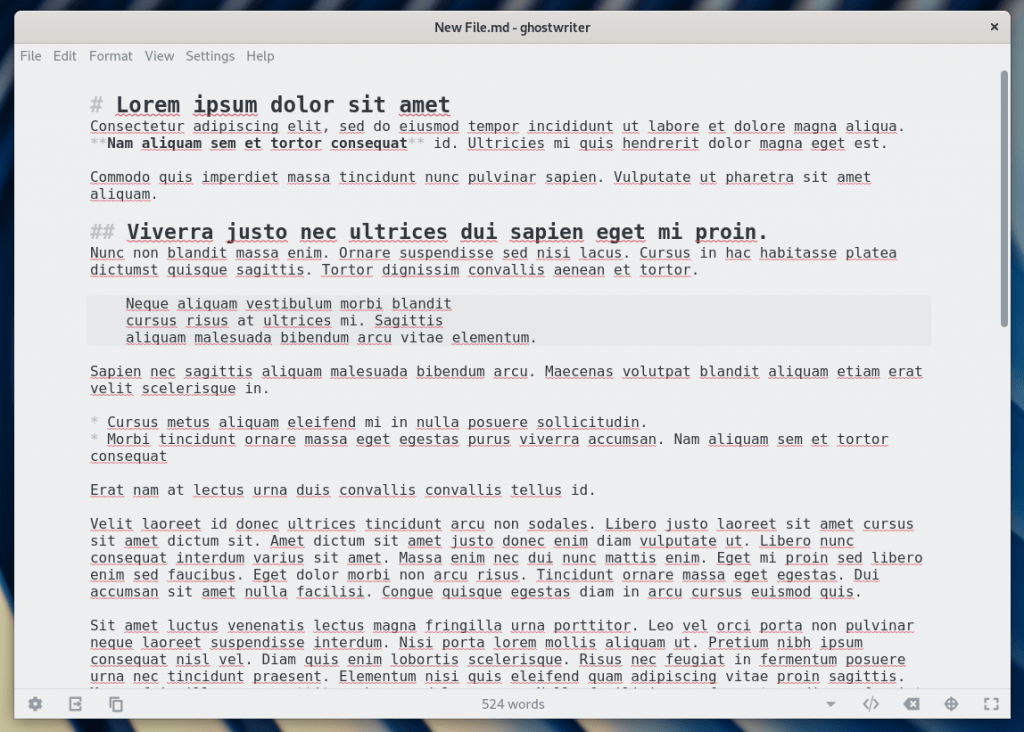 New File.md - ghostwriter
File Edit Format View Settings Help
# Lorem ipsum dolor sit amet
Consectetur adipiscing elit, sed do eiusmod tempor incididunt ut labore et dolore magna aliqua.
**Nam aliquam sem et tortor consequat** id. Ultricies mi quis hendrerit dolor magna eget est.
Commodo quis imperdiet massa tincidunt nunc pulvinar sapien. Vulputate ut pharetra sit amet
aliquam.
## Viverra justo nec ultrices dui sapien eget mi proin.
Nunc non blandit massa enim. Ornare suspendisse sed nisi lacus. Cursus in hac habitasse platea
dictumst quisque sagittis. Tortor dignissim convallis aenean et tortor.
Neque aliquam vestibulum morbi blandit
cursus risus at ultrices mi. Sagittis
aliquam malesuada bibendum arcu vitae elementum.
Sapien nec sagittis aliquam malesuada bibendum arcu. Maecenas volutpat blandit aliquam etiam erat
velit scelerisque in.
* Cursus metus aliquam eleifend mi in nulla posuere sollicitudin.
* Morbi tincidunt ornare massa eget egestas purus viverra accumsan. Nam aliquam sem et tortor
consequat
Erat nam at lectus urna duis convallis convallis tellus id.
Velit laoreet id donec ultrices tincidunt arcu non sodales. Libero justo laoreet sit amet cursus
sit amet dictum sit. Amet dictum sit amet justo donec enim diam vulputate ut. Libero nunc
consequat interdum varius sit amet. Massa enim nec dui nunc mattis enim. Eget mi proin sed libero
enim sed faucibus. Eget dolor morbi non arcu risus. Tincidunt ornare massa eget egestas. Dui
accumsan sit amet nulla facilisi. Congue quisque egestas diam in arcu cursus euismod quis.
Sit amet luctus venenatis lectus magna fringilla urna porttitor. Leo vel orci porta non pulvinar
neque laoreet suspendisse interdum. Nisi porta lorem mollis aliquam ut. Pretium nibh ipsum
consequat nisl vel. Diam quis enim lobortis scelerisque. Risus nec feugiat in fermentum posuere
urna nec tincidunt praesent. Elementum nisi quis eleifend quam adipiscing vitae proin sagittis.
524 words